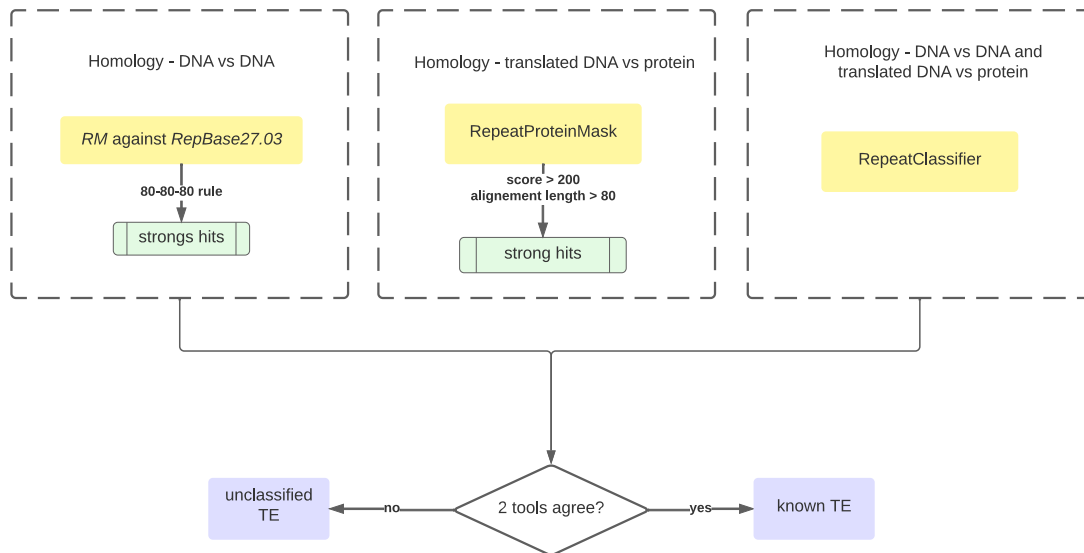 Homology - DNA vs DNA
RM against RepBase27.03
80-80-80 rule
strongs hits
Homology - translated DNA vs protein
RepeatProteinMask
score > 200
alignement length > 80
strong hits
Homology - DNA vs DNA and
translated DNA vs protein
RepeatClassifier
unclassified
TE
no
2 tools agree?
yes
known TE